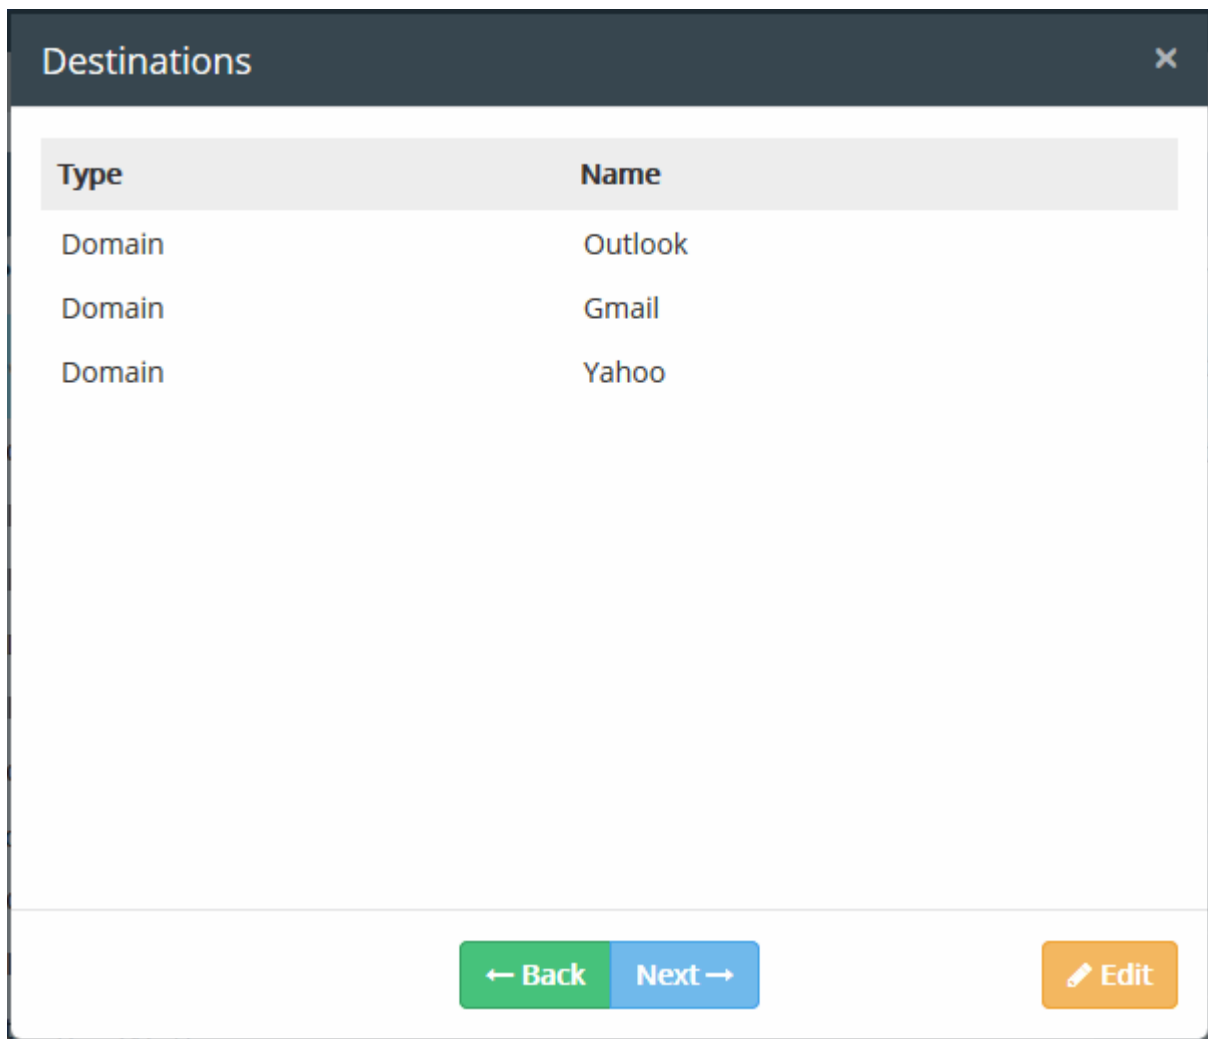 Destinations ×
Type Name
Domain Outlook
Domain Gmail
Domain Yahoo
← Back Next → Edit